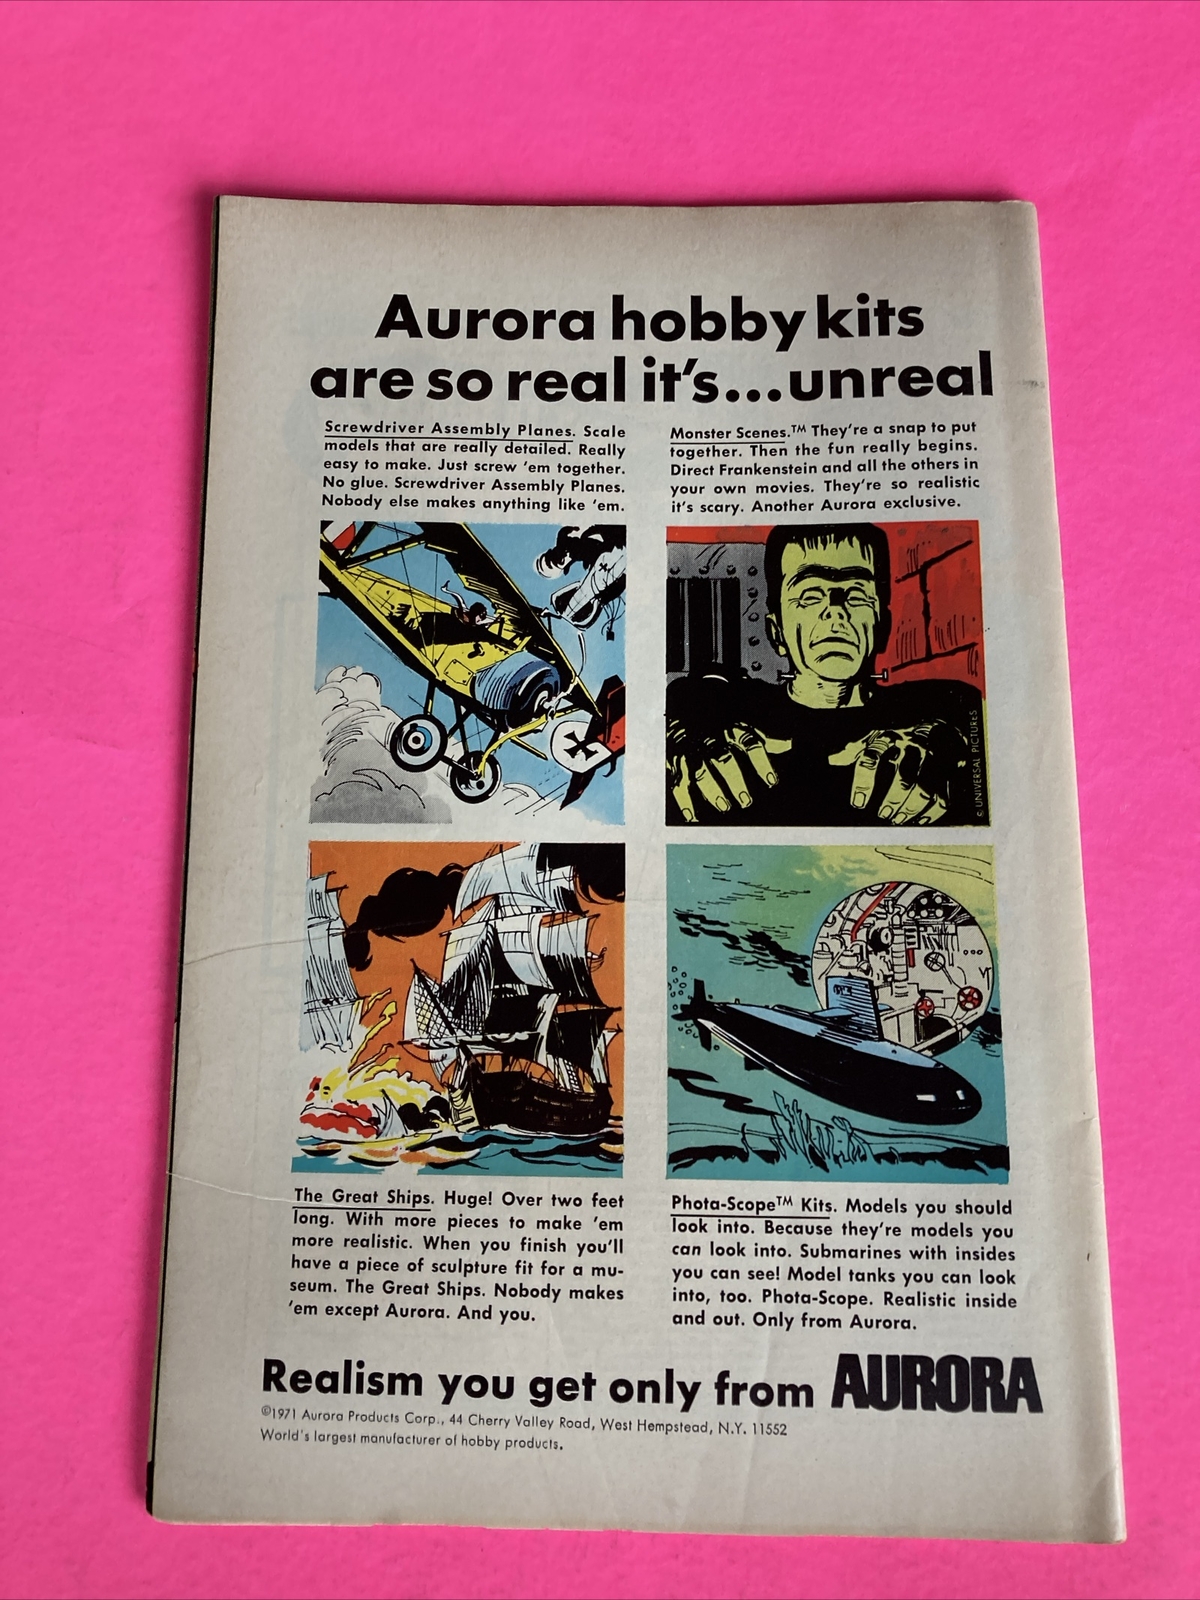 Aurora hobby kits
are so real it's...unreal
Screwdriver Assembly Planes. Scale
models that are really detailed. Really
easy to make. Just screw 'em together.
No glue. Screwdriver Assembly Planes.
Nobody else makes anything like 'em.
Monster Scenes.™ They're a snap to put
together. Then the fun really begins.
Direct Frankenstein and all the others in
your own movies. They're so realistic
it's scary. Another Aurora exclusive.
© UNIVERSAL PICTURES
The Great Ships. Huge! Over two feet
long. With more pieces to make 'em
more realistic. When you finish you'll
have a piece of sculpture fit for a mu-
seum. The Great Ships. Nobody makes
'em except Aurora. And you.
Phota-Scope™ Kits. Models you should
look into. Because they're models you
can look into. Submarines with insides
you can see! Model tanks you can look
into, too. Phota-Scope. Realistic inside
and out. Only from Aurora.
Realism you get only from AURORA
©1971 Aurora Products Corp., 44 Cherry Valley Road, West Hempstead, N.Y. 11552
World's largest manufacturer of hobby products.